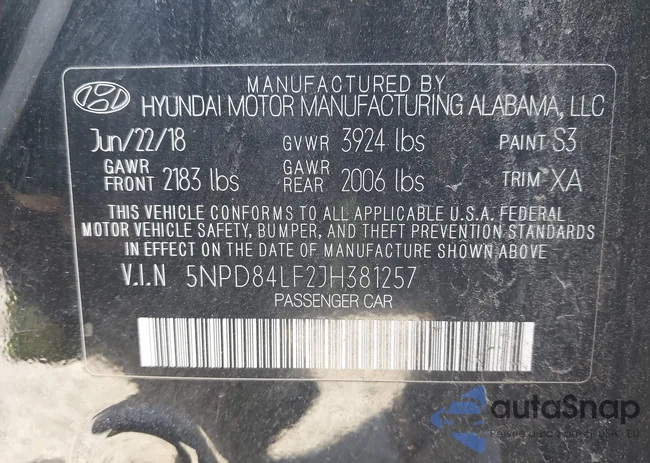 MANUFACTURED BY
HYUNDAI MOTOR MANUFACTURING ALABAMA, LLC
Jun/22/18 GVWR 3924 lbs PAINT S3
GAWR FRONT 2183 lbs GAWR REAR 2006 lbs TRIM XA
THIS VEHICLE CONFORMS TO ALL APPLICABLE U.S.A. FEDERAL
MOTOR VEHICLE SAFETY, BUMPER, AND THEFT PREVENTION STANDARDS
IN EFFECT ON THE DATE OF MANUFACTURE SHOWN ABOVE
V.I.N 5NPD84LF2JH381257
PASSENGER CAR
autoSnap